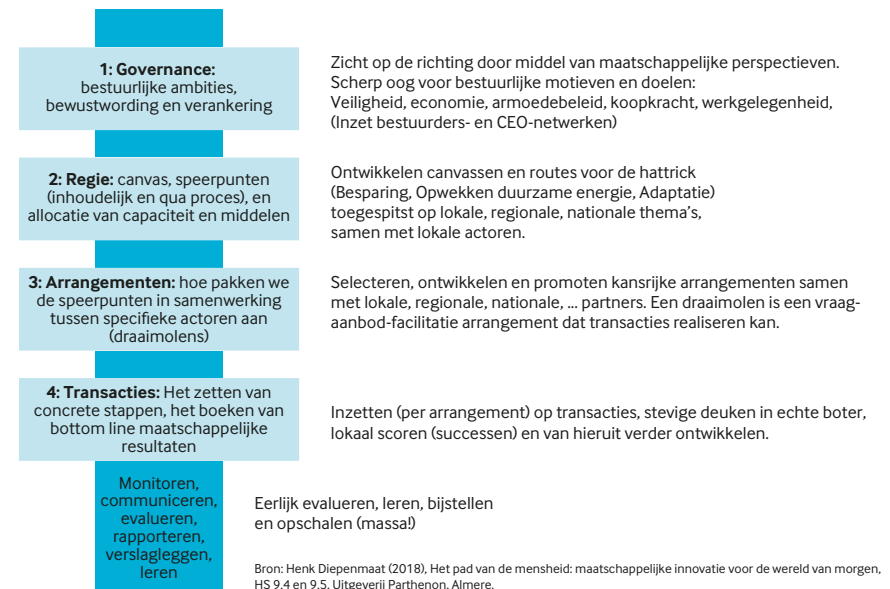 1: Governance:
bestuurlijke ambities,
bewustwording en verankering
Zicht op de richting door middel van maatschappelijke perspectieven.
Scherp oog voor bestuurlijke motieven en doelen:
Veiligheid, economie, armoedebeleid, koopkracht, werkgelegenheid,
(Inzet bestuurders- en CEO-netwerken)
2: Regie: canvas, speerpunten
(inhoudelijk en qua proces), en
allocatie van capaciteit en middelen
Ontwikkelen canvassen en routes voor de hattrick
(Besparing, Opwekken duurzame energie, Adaptatie)
toegespitst op lokale, regionale, nationale thema's,
samen met lokale actoren.
3: Arrangementen: hoe pakken we
de speerpunten in samenwerking
tussen specifieke actoren aan
(draaimolens)
Selecteren, ontwikkelen en promoten kansrijke arrangementen samen
met lokale, regionale, nationale, ... partners. Een draaimolen is een vraag-
aanbod-facilitatie arrangement dat transacties realiseren kan.
4: Transacties: Het zetten van
concrete stappen, het boeken van
bottom line maatschappelijke
resultaten
Inzetten (per arrangement) op transacties, stevige deuken in echte boter,
lokaal scoren (successen) en van hieruit verder ontwikkelen.
Monitoren,
communiceren,
evalueren,
rapporteren,
verslagleggen,
leren
Eerlijk evalueren, leren, bijstellen
en opschalen (massa!)
Bron: Henk Diepenmaat (2018), Het pad van de mensheid: maatschappelijke innovatie voor de wereld van morgen,
HS 9.4 en 9.5. Uitgeverij Parthenon, Almere.